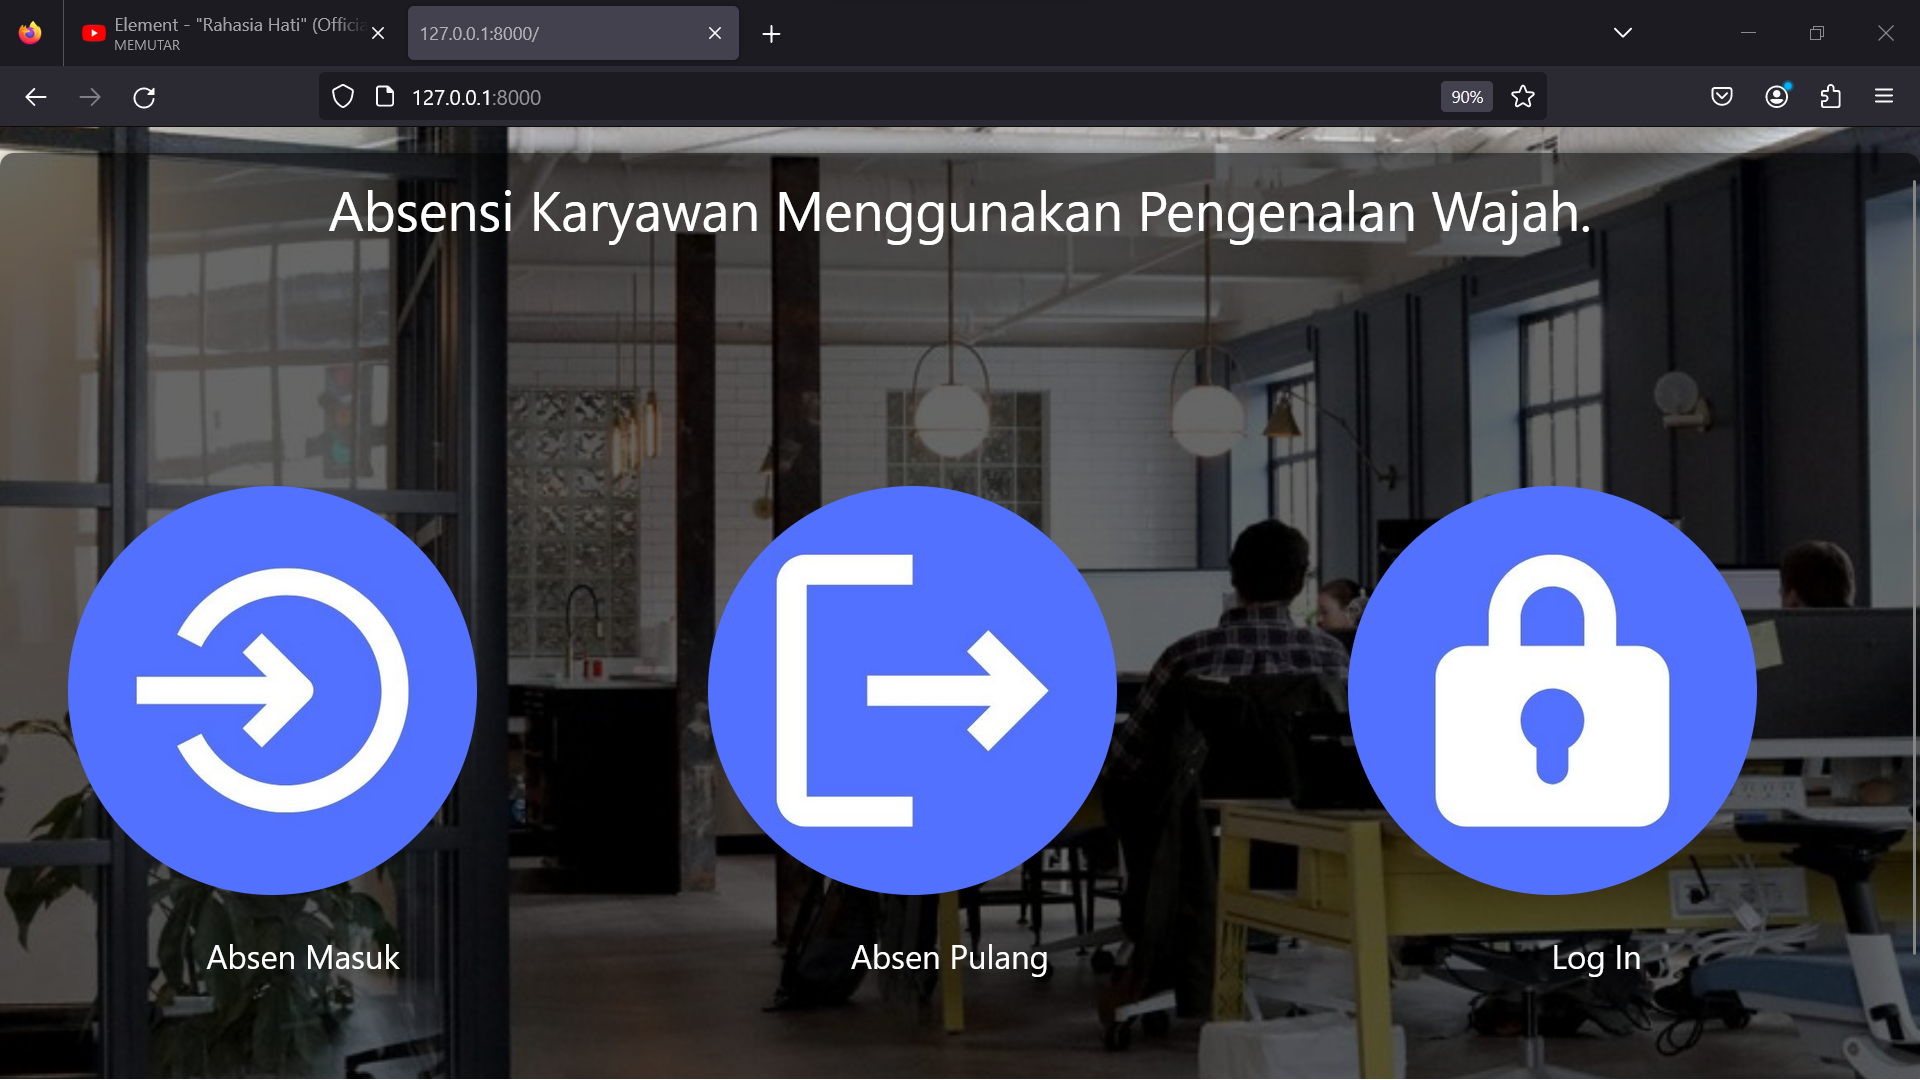 Element - "Rahasia Hati" (Officia
MEMUTAR
127.0.0.1:8000/
127.0.0.1:8000
90%
Absensi Karyawan Menggunakan Pengenalan Wajah.
Absen Masuk
Absen Pulang
Log In